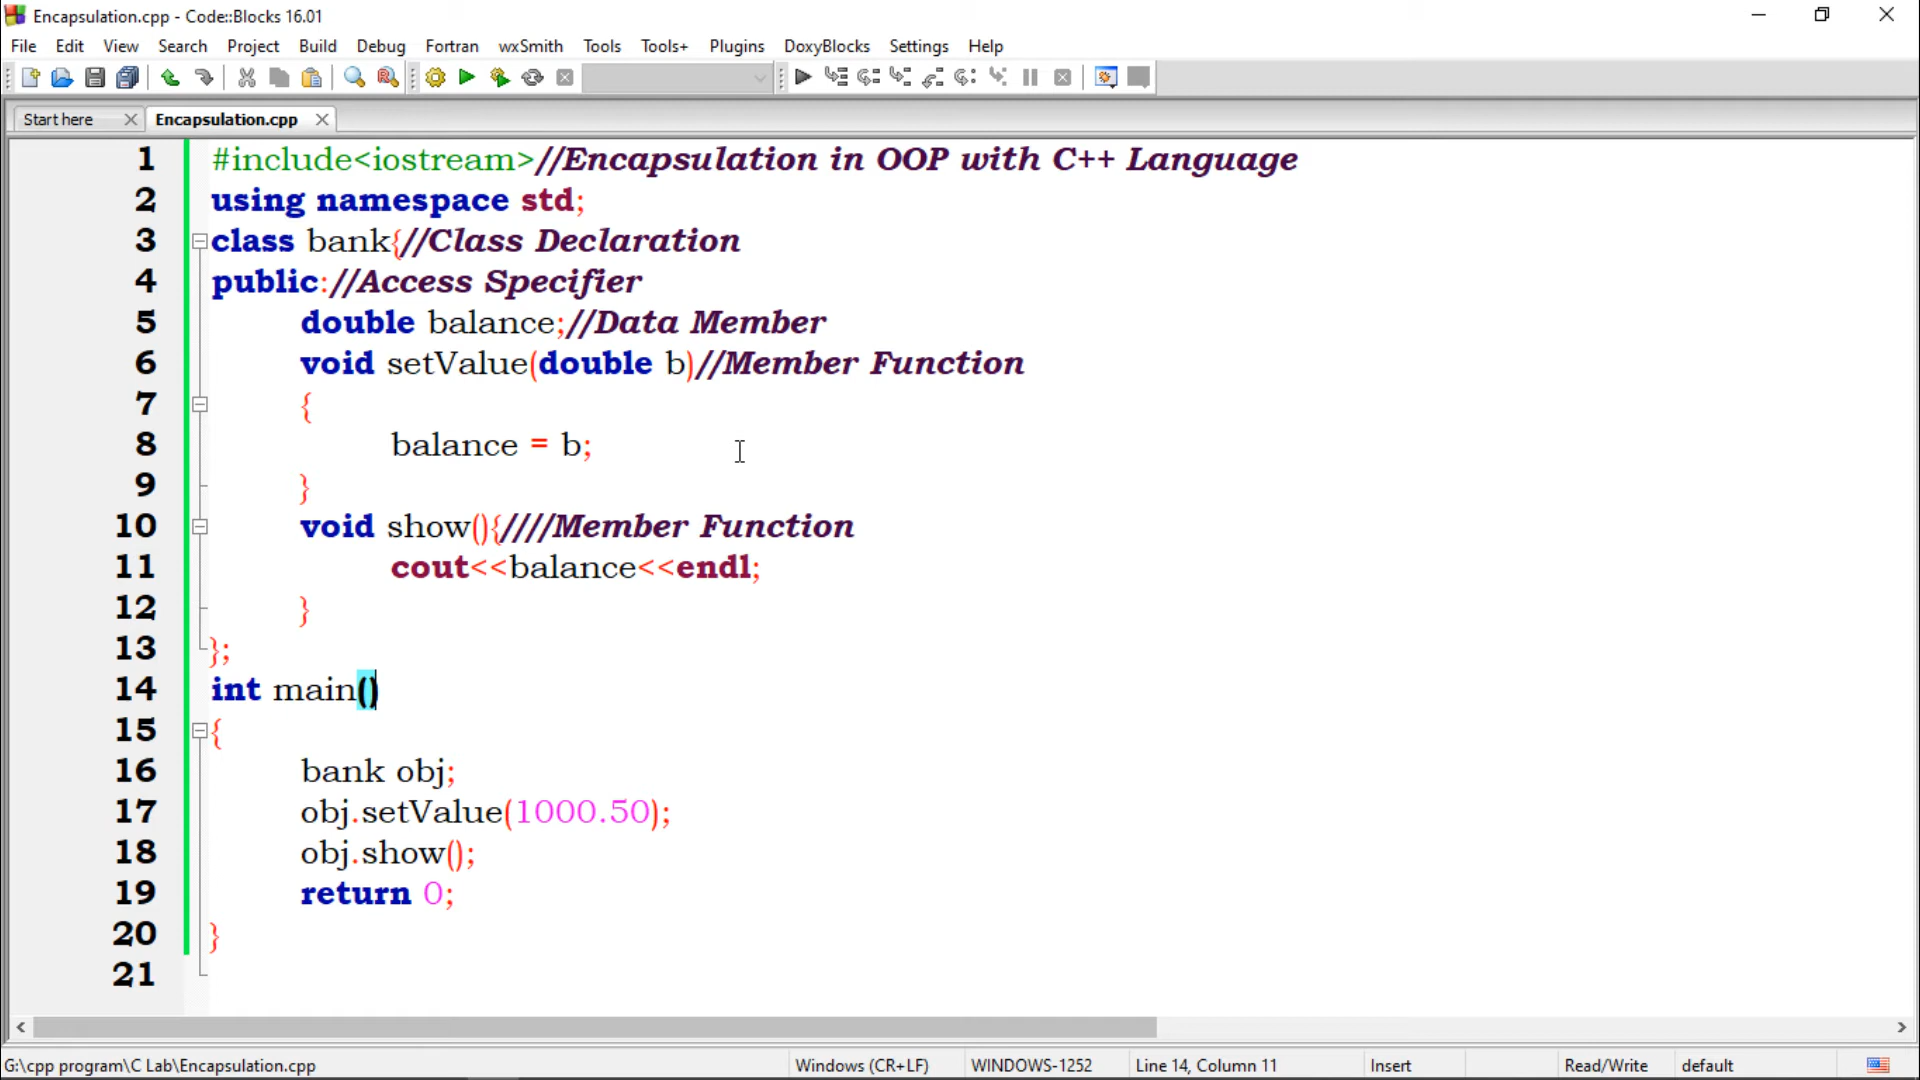 Encapsulation.cpp - Code::Blocks 16.01
File Edit View Search Project Build Debug Fortran wxSmith Tools Tools+ Plugins DoxyBlocks Settings Help
Start here Encapsulation.cpp
1 #include<iostream>//Encapsulation in OOP with C++ Language
2 using namespace std;
3 class bank{//Class Declaration
4 public://Access Specifier
5 double balance;//Data Member
6 void setValue(double b)//Member Function
7 {
8 balance = b;
9 }
10 void show(){////Member Function
11 cout<<balance<<endl;
12 }
13 };
14 int main()
15 {
16 bank obj;
17 obj.setValue(1000.50);
18 obj.show();
19 return 0;
20 }
21
G:\cpp program\C Lab\Encapsulation.cpp Windows (CR+LF) WINDOWS-1252 Line 14, Column 11 Insert Read/Write default